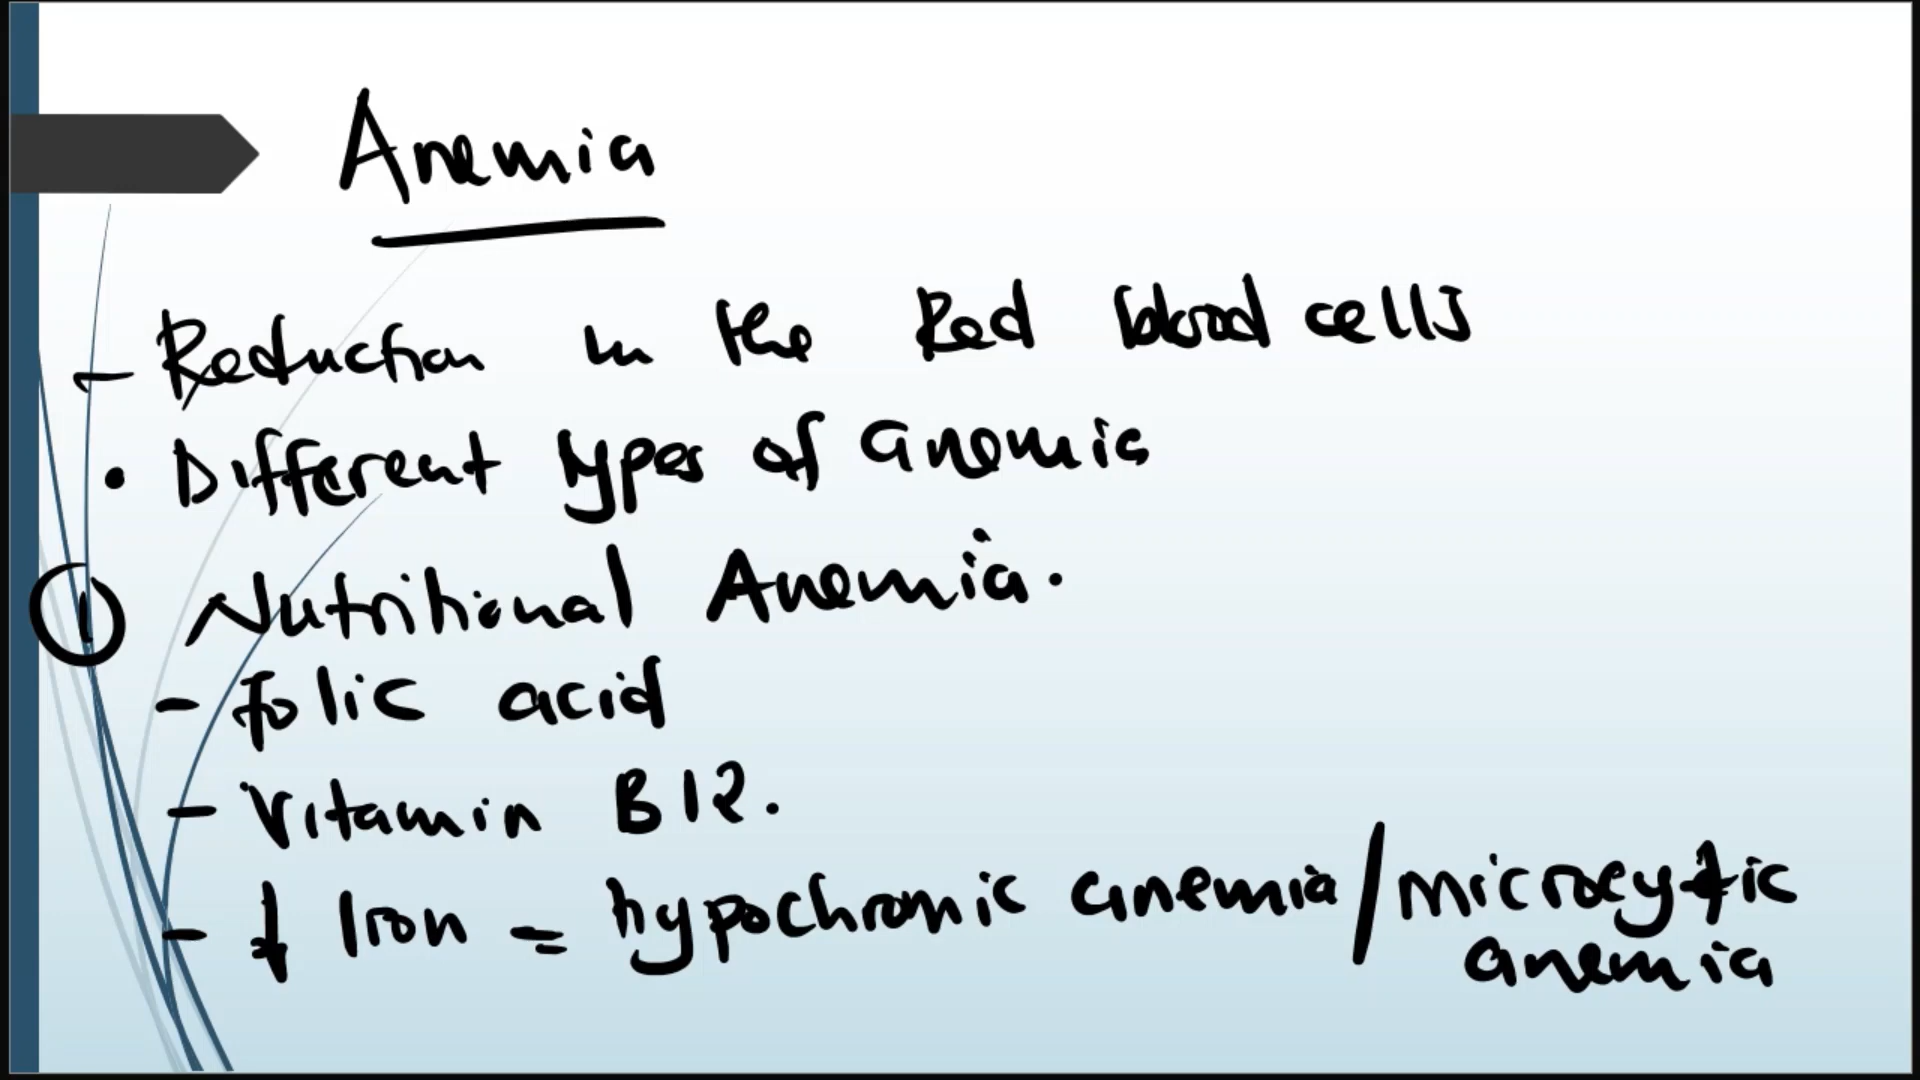 Anemia
- Reduction in the Red blood cells
• Different types of anemia
① Nutritional Anemia.
- folic acid
- Vitamin B12.
- ↓ Iron = hypochromic anemia/microcytic
anemia